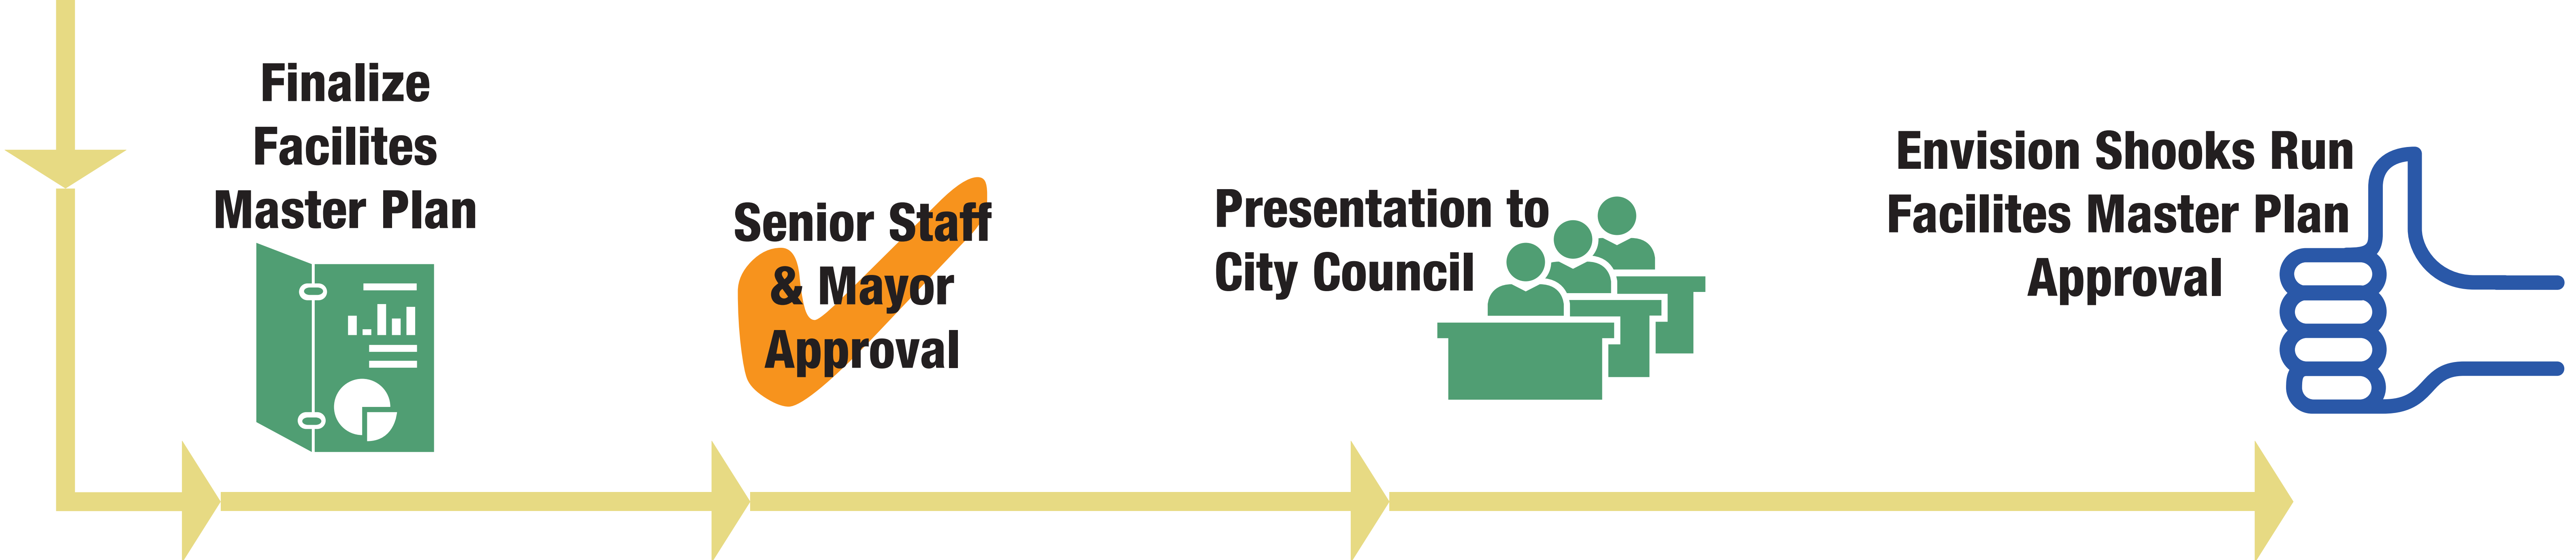 Finalize
Facilites
Master Plan
Senior Staff
& Mayor
Approval
Presentation to
City Council
Envision Shooks Run
Facilites Master Plan
Approval